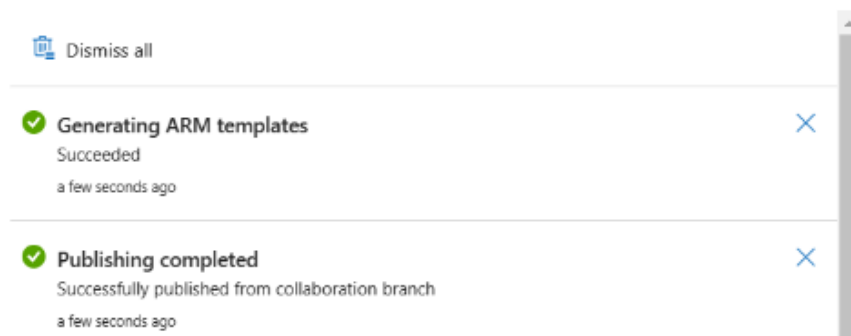 Dismiss all
Generating ARM templates
Succeeded
a few seconds ago
Publishing completed
Successfully published from collaboration branch
a few seconds ago